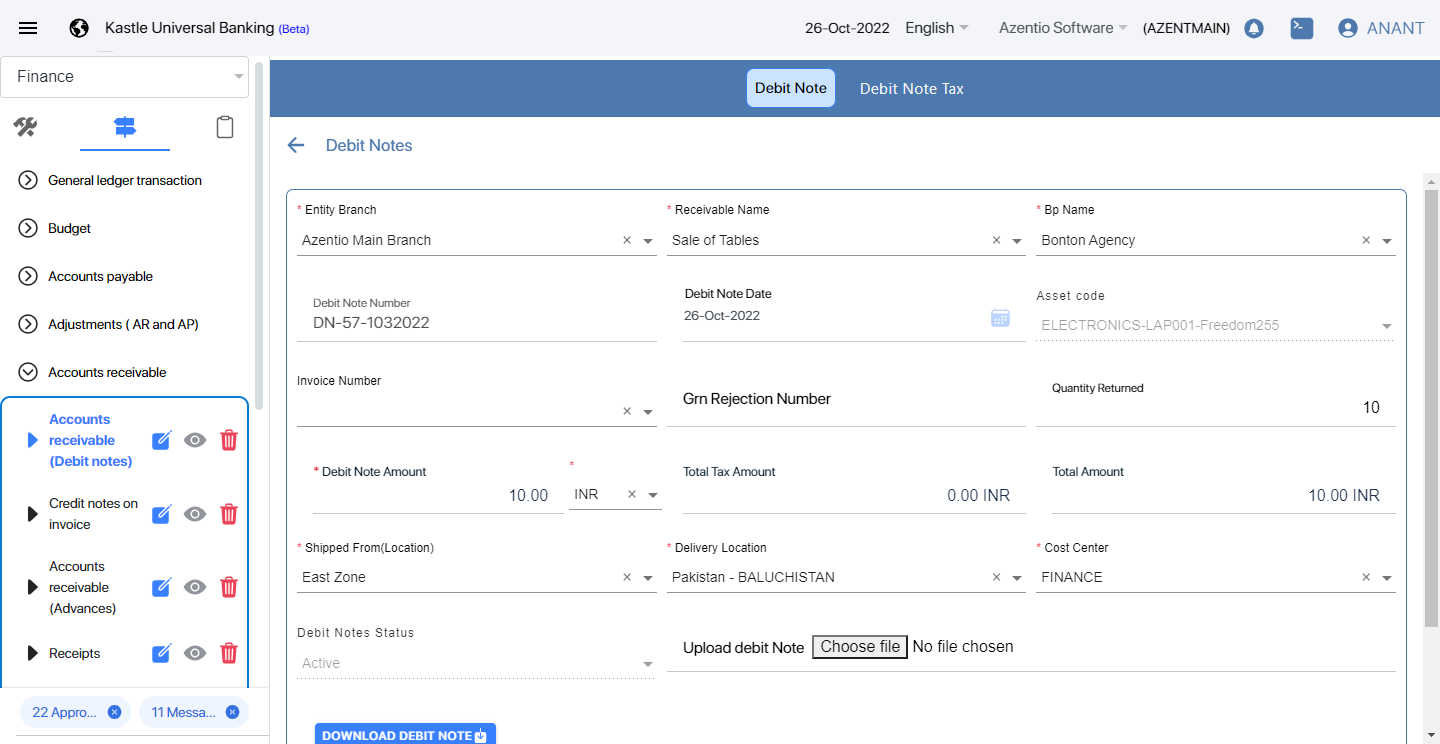 Kastle Universal Banking (Beta)
26-Oct-2022
English
Azentio Software
(AZENTMAIN)
ANANT
Finance
General ledger transaction
Budget
Accounts payable
Adjustments ( AR and AP)
Accounts receivable
Accounts
receivable
(Debit notes)
Credit notes on
invoice
Accounts
receivable
(Advances)
Receipts
22 Appro...
11 Messa...
Debit Note
Debit Note Tax
Debit Notes
* Entity Branch
Azentio Main Branch
* Receivable Name
Sale of Tables
* Bp Name
Bonton Agency
Debit Note Number
DN-57-1032022
Debit Note Date
26-Oct-2022
Asset code
ELECTRONICS-LAP001-Freedom255
Invoice Number
Grn Rejection Number
Quantity Returned
10
* Debit Note Amount
10.00
*
INR
Total Tax Amount
0.00 INR
Total Amount
10.00 INR
* Shipped From(Location)
East Zone
* Delivery Location
Pakistan - BALUCHISTAN
* Cost Center
FINANCE
Debit Notes Status
Active
Upload debit Note
Choose file
No file chosen
DOWNLOAD DEBIT NOTE